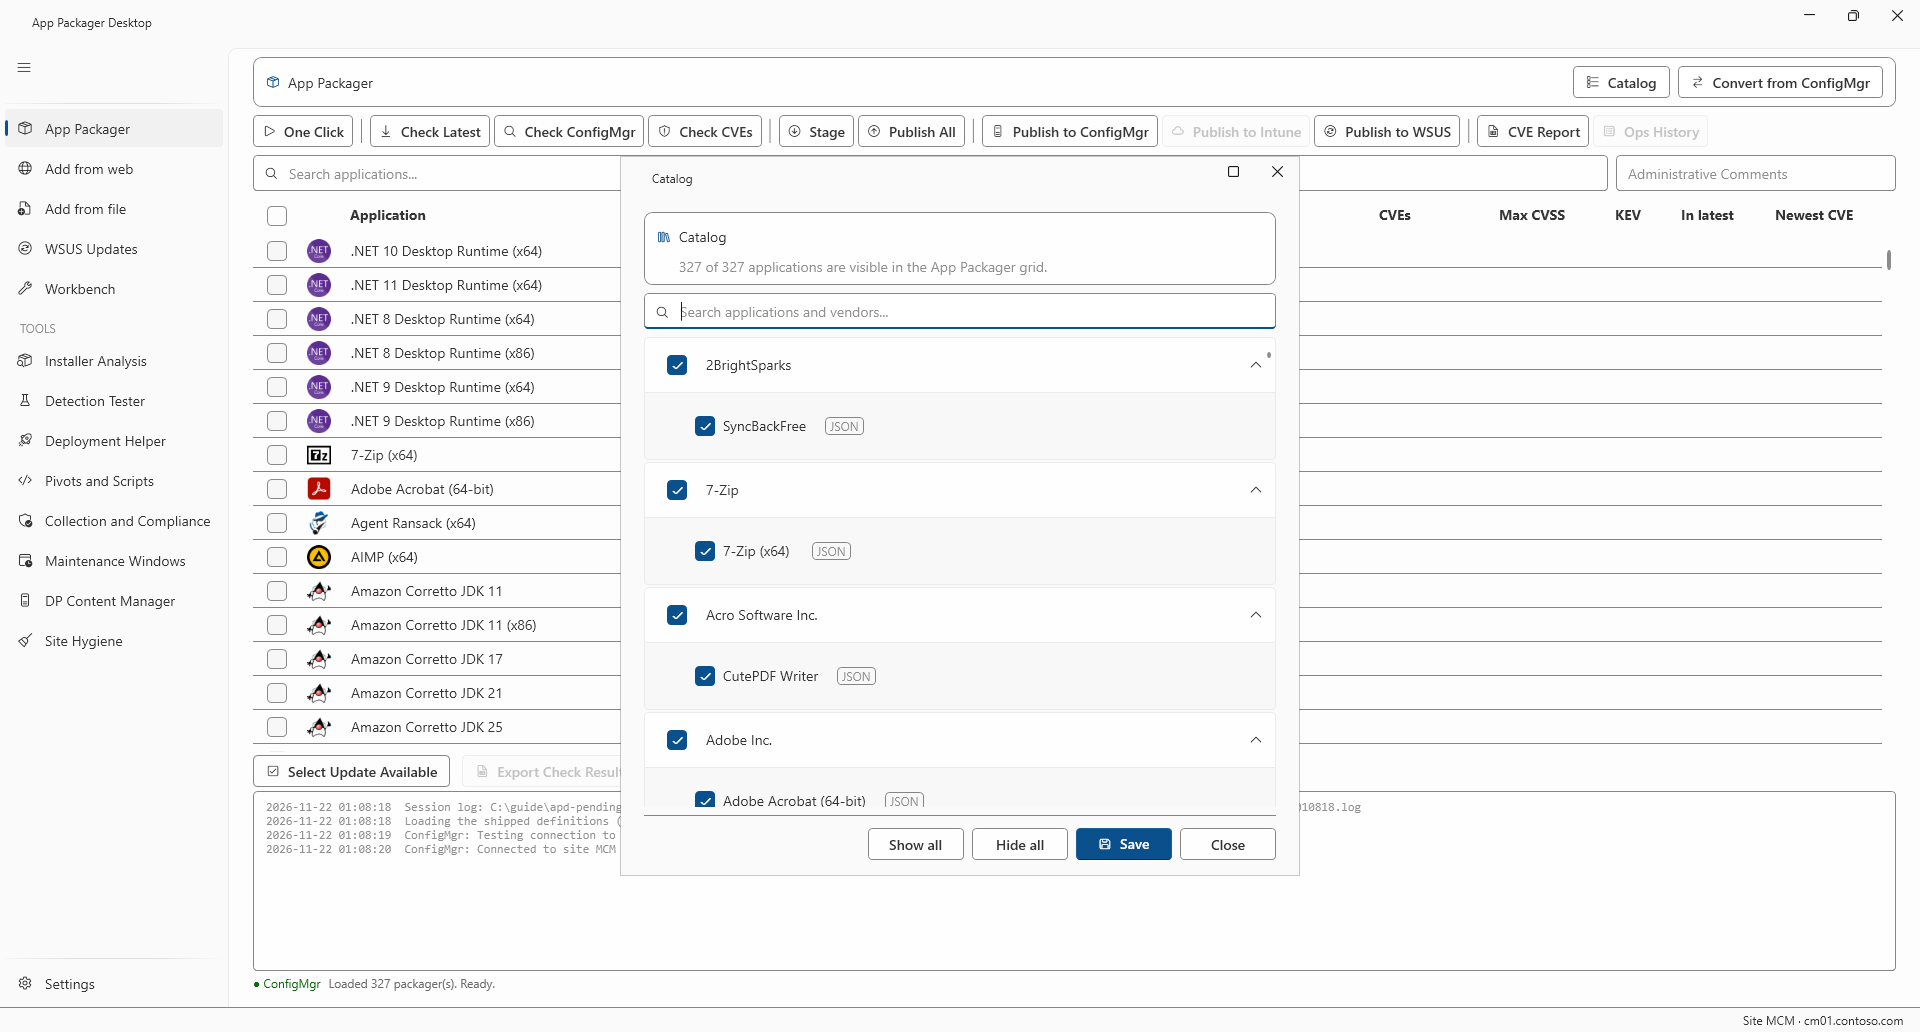 App Packager Desktop
App Packager
Catalog
Convert from ConfigMgr
One Click
Check Latest
Check ConfigMgr
Check CVEs
Stage
Publish All
Publish to ConfigMgr
Publish to Intune
Publish to WSUS
CVE Report
Ops History
Search applications...
Administrative Comments
App Packager
Add from web
Add from file
WSUS Updates
Workbench
TOOLS
Installer Analysis
Detection Tester
Deployment Helper
Pivots and Scripts
Collection and Compliance
Maintenance Windows
DP Content Manager
Site Hygiene
Settings
Application
CVEs
Max CVSS
KEV
In latest
Newest CVE
.NET 10 Desktop Runtime (x64)
.NET 11 Desktop Runtime (x64)
.NET 8 Desktop Runtime (x64)
.NET 8 Desktop Runtime (x86)
.NET 9 Desktop Runtime (x64)
.NET 9 Desktop Runtime (x86)
7-Zip (x64)
Adobe Acrobat (64-bit)
Agent Ransack (x64)
AIMP (x64)
Amazon Corretto JDK 11
Amazon Corretto JDK 11 (x86)
Amazon Corretto JDK 17
Amazon Corretto JDK 21
Amazon Corretto JDK 25
Catalog
Catalog
327 of 327 applications are visible in the App Packager grid.
Search applications and vendors...
2BrightSparks
SyncBackFree JSON
7-Zip
7-Zip (x64) JSON
Acro Software Inc.
CutePDF Writer JSON
Adobe Inc.
Adobe Acrobat (64-bit) JSON
Show all
Hide all
Save
Close
Select Update Available
Export Check Resul
2026-11-22 01:08:18 Session log: C:\guide\apd-pending 010818.log
2026-11-22 01:08:18 Loading the shipped definitions (
2026-11-22 01:08:19 ConfigMgr: Testing connection to
2026-11-22 01:08:20 ConfigMgr: Connected to site MCM
ConfigMgr Loaded 327 packager(s). Ready.
Site MCM · cm01.contoso.com